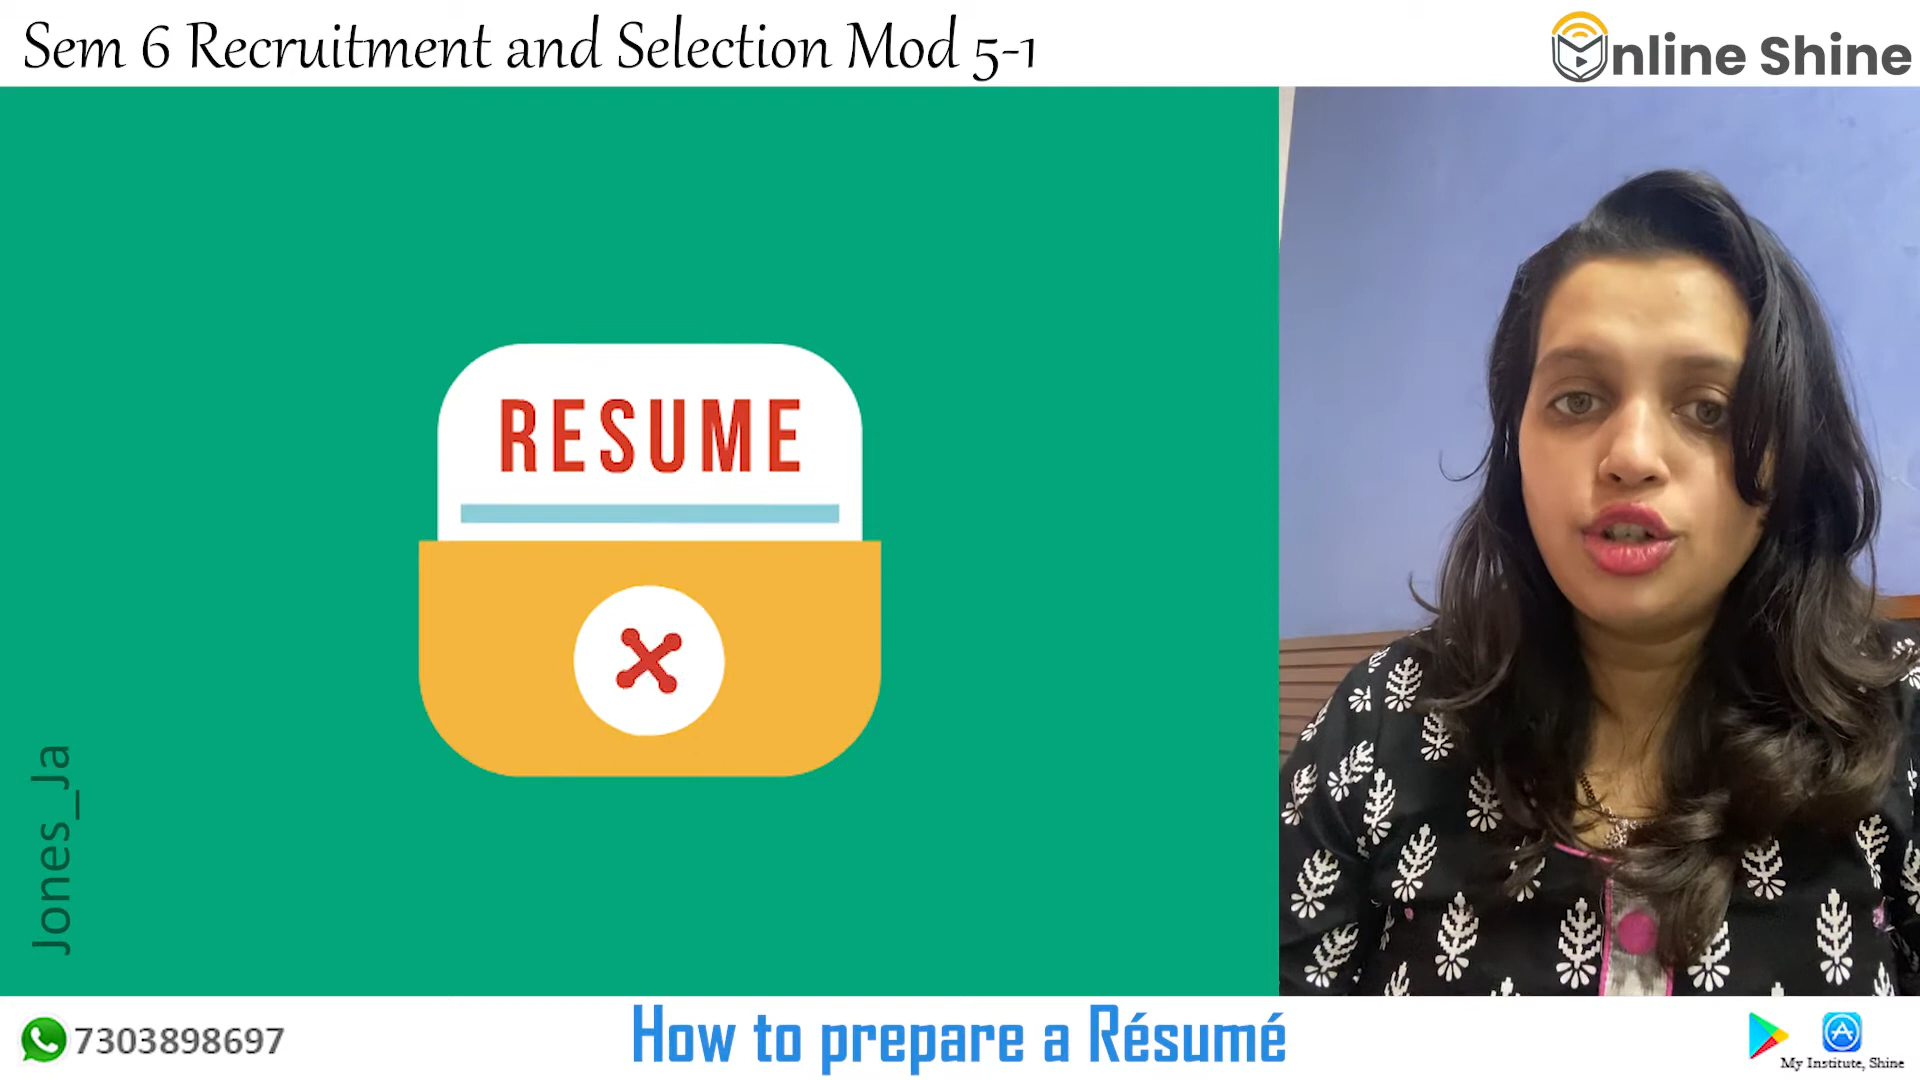 Sem 6 Recruitment and Selection Mod 5-1
Online Shine
RESUME
Jones_Ja
7303898697
How to prepare a Résumé
My Institute, Shine